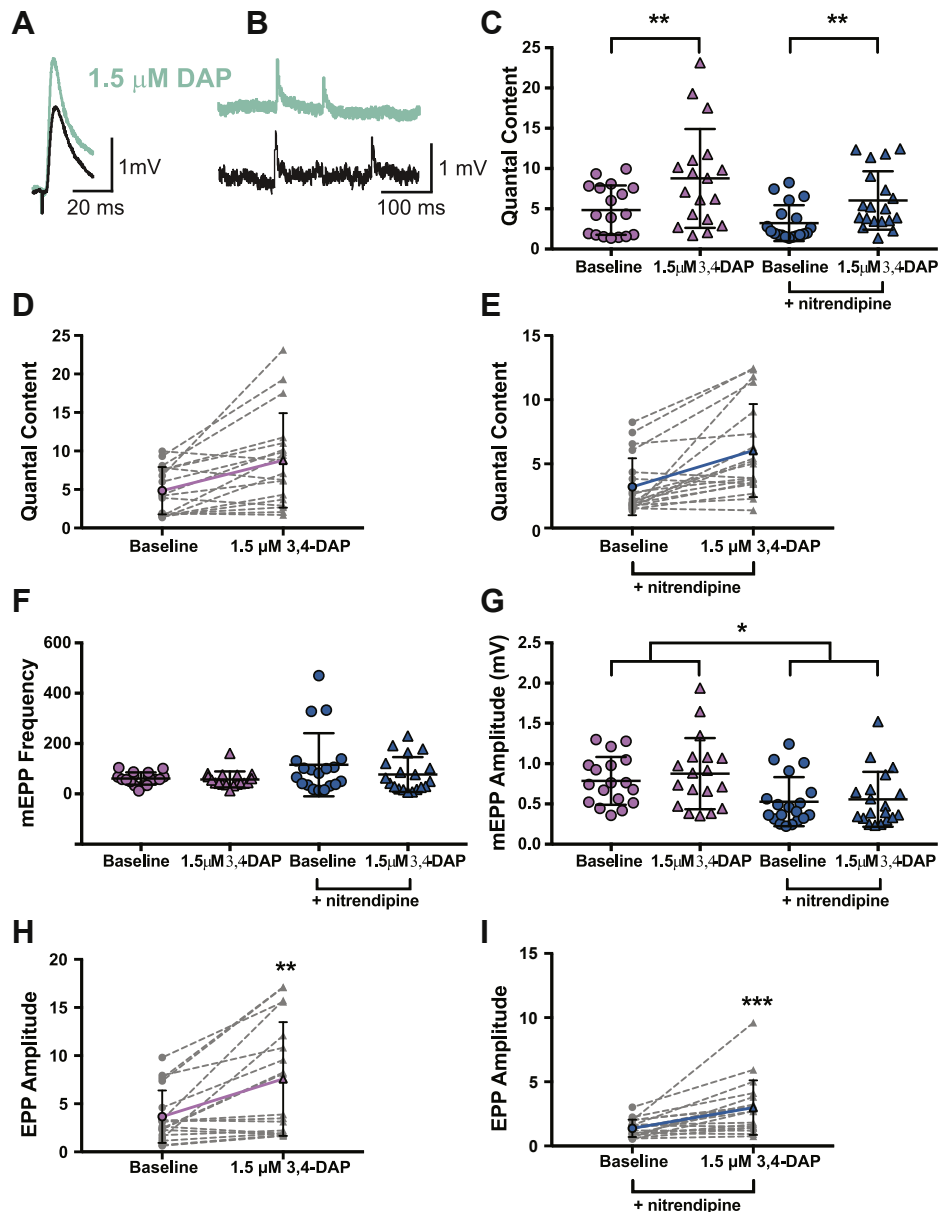 A
1.5 μM DAP
1mV
20 ms
B
1 mV
100 ms
C
**
**
Quantal Content
25
20
15
10
5
0
Baseline
1.5μM 3,4-DAP
Baseline
1.5μM 3,4-DAP
+ nitrendipine
D
Quantal Content
25
20
15
10
5
0
Baseline
1.5 μM 3,4-DAP
E
Quantal Content
15
10
5
0
Baseline
1.5 μM 3,4-DAP
+ nitrendipine
F
mEPP Frequency
600
400
200
0
Baseline
1.5μM 3,4-DAP
Baseline
1.5μM 3,4-DAP
+ nitrendipine
G
*
mEPP Amplitude (mV)
2.5
2.0
1.5
1.0
0.5
0.0
Baseline
1.5μM 3,4-DAP
Baseline
1.5μM 3,4-DAP
+ nitrendipine
H
**
EPP Amplitude
20
15
10
5
0
Baseline
1.5 μM 3,4-DAP
I
***
EPP Amplitude
15
10
5
0
Baseline
1.5 μM 3,4-DAP
+ nitrendipine